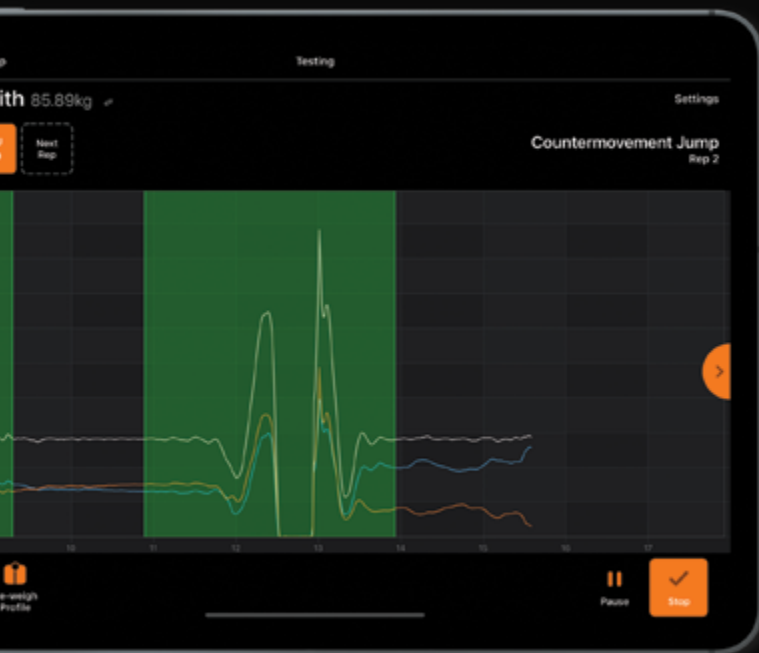 p
Testing
ith 85.89kg
Settings
Next
Rep
Countermovement Jump
Rep 2
10 11 12 13 14 15 16 17
e-weigh
Profile
Pause
Stop